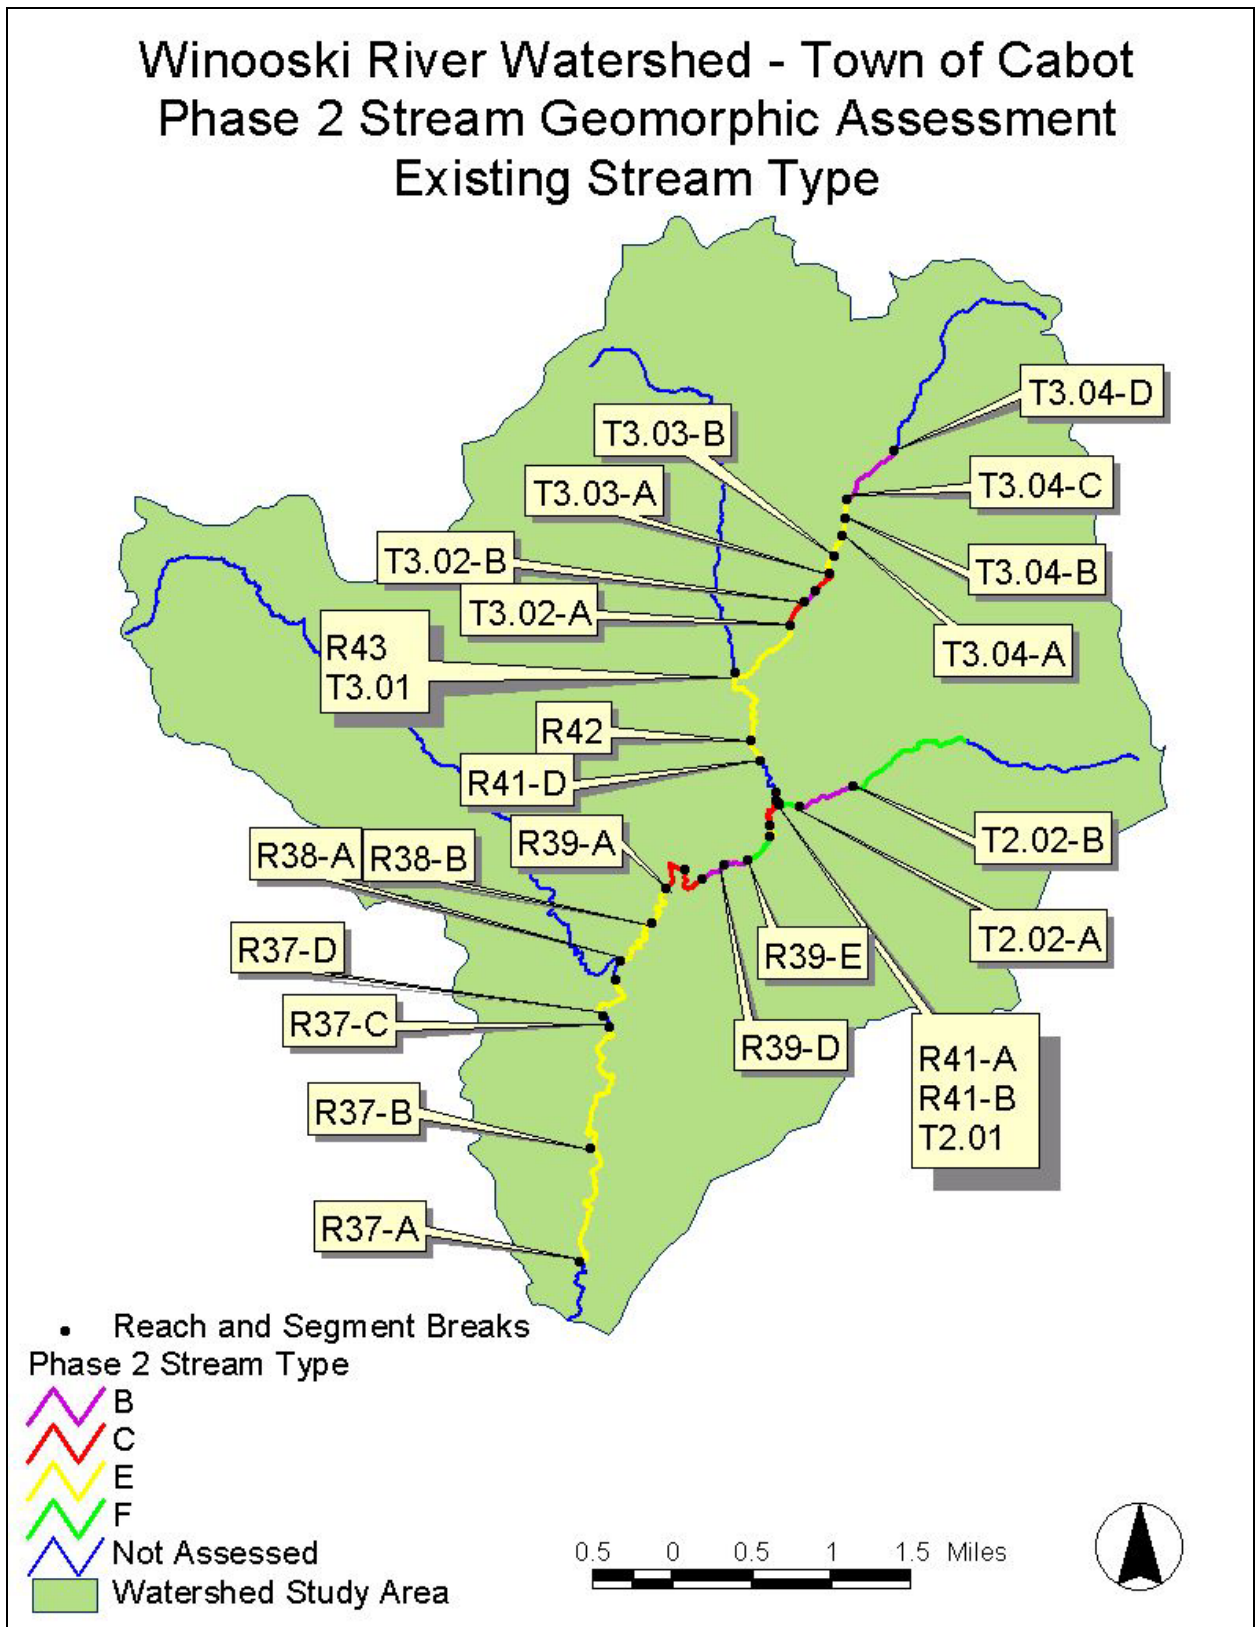 Winooski River Watershed - Town of Cabot
Phase 2 Stream Geomorphic Assessment
Existing Stream Type
T3.04-D
T3.03-B
T3.04-C
T3.03-A
T3.02-B
T3.04-B
T3.02-A
R43
T3.01
T3.04-A
R42
R41-D
R39-A
T2.02-B
R38-A
R38-B
T2.02-A
R37-D
R39-E
R37-C
R39-D
R41-A
R41-B
T2.01
R37-B
R37-A
Reach and Segment Breaks
Phase 2 Stream Type
B
C
E
F
Not Assessed
Watershed Study Area
0.5 0 0.5 1 1.5 Miles